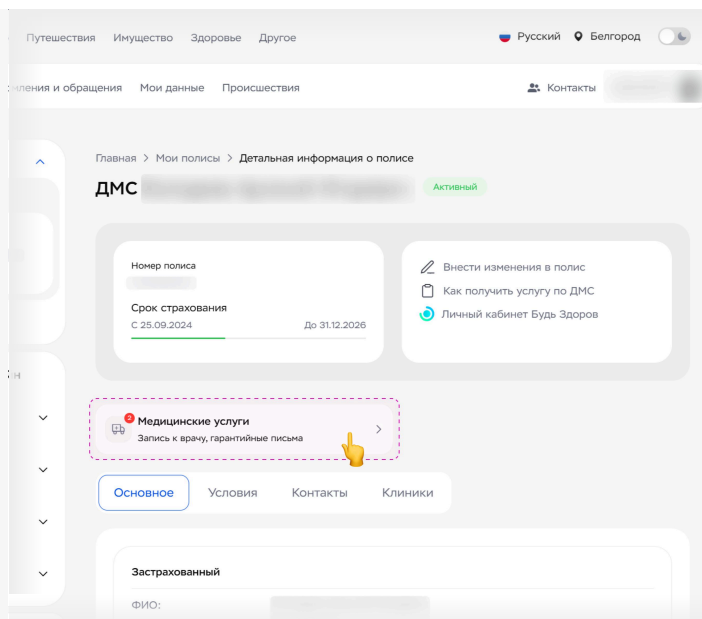 Путешествия Имущество Здоровье Другое Русский Белгород
обращения Мои данные Происшествия Контакты
Главная > Мои полисы > Детальная информация о полисе
ДМС Активный
Номер полиса
Срок страхования
С 25.09.2024 До 31.12.2026
Внести изменения в полис
Как получить услугу по ДМС
Личный кабинет Будь Здоров
2
Медицинские услуги
Запись к врачу, гарантийные письма
Основное Условия Контакты Клиники
Застрахованный
ФИО: